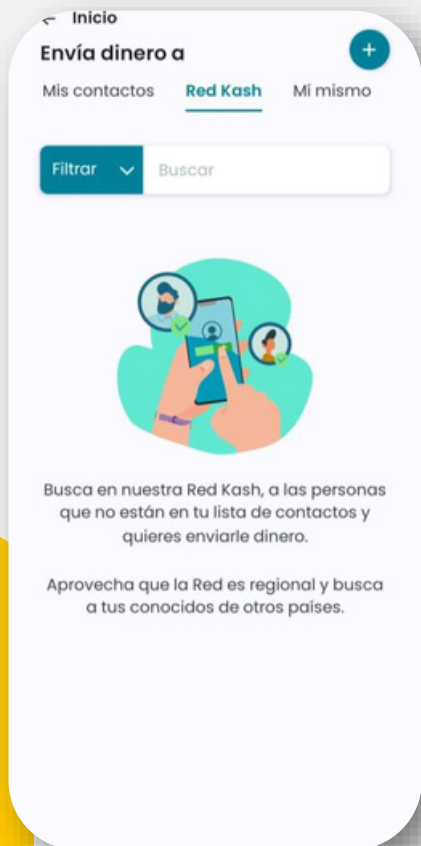 ← Inicio
Envía dinero a
+
Mis contactos Red Kash Mí mismo
Filtrar Buscar
Busca en nuestra Red Kash, a las personas
que no están en tu lista de contactos y
quieres enviarle dinero.
Aprovecha que la Red es regional y busca
a tus conocidos de otros países.